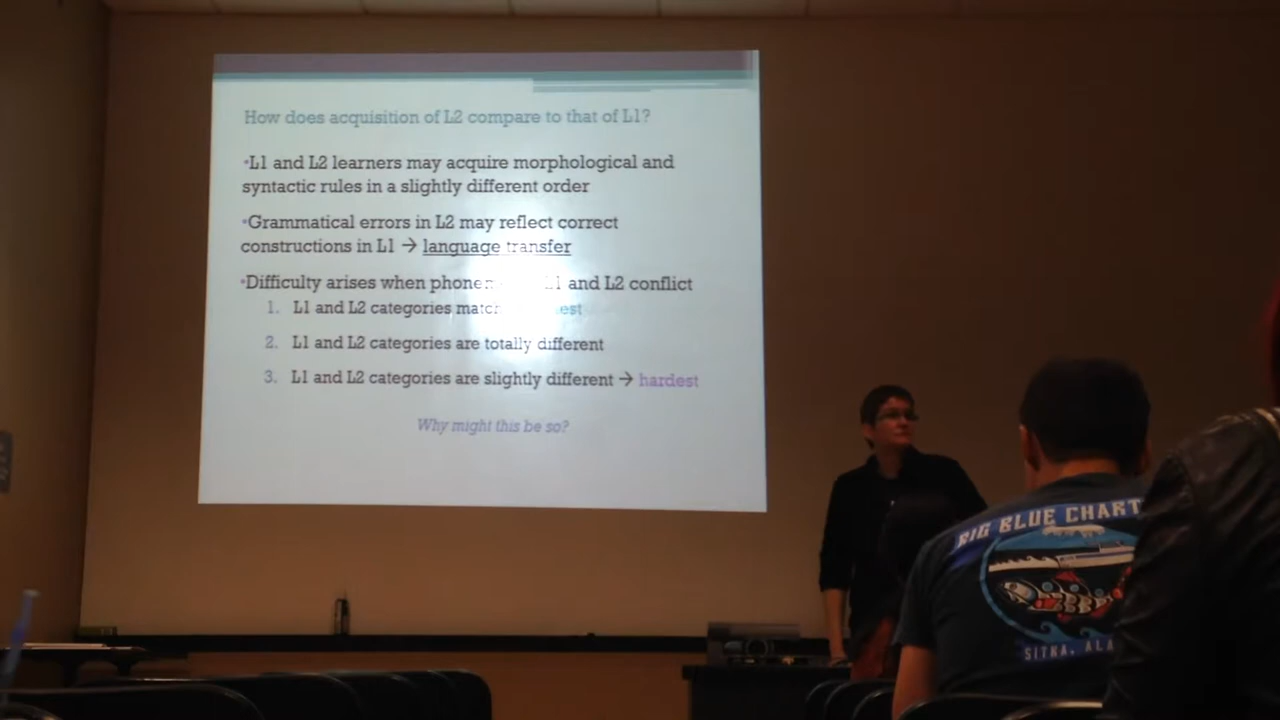 How does acquisition of L2 compare to that of L1?
•L1 and L2 learners may acquire morphological and
syntactic rules in a slightly different order
•Grammatical errors in L2 may reflect correct
constructions in L1 → language transfer
•Difficulty arises when L1 and L2 conflict
1. L1 and L2 categories match
2. L1 and L2 categories are totally different
3. L1 and L2 categories are slightly different → hardest
Why might this be so?
BIG BLUE CHART
SITKA, ALA